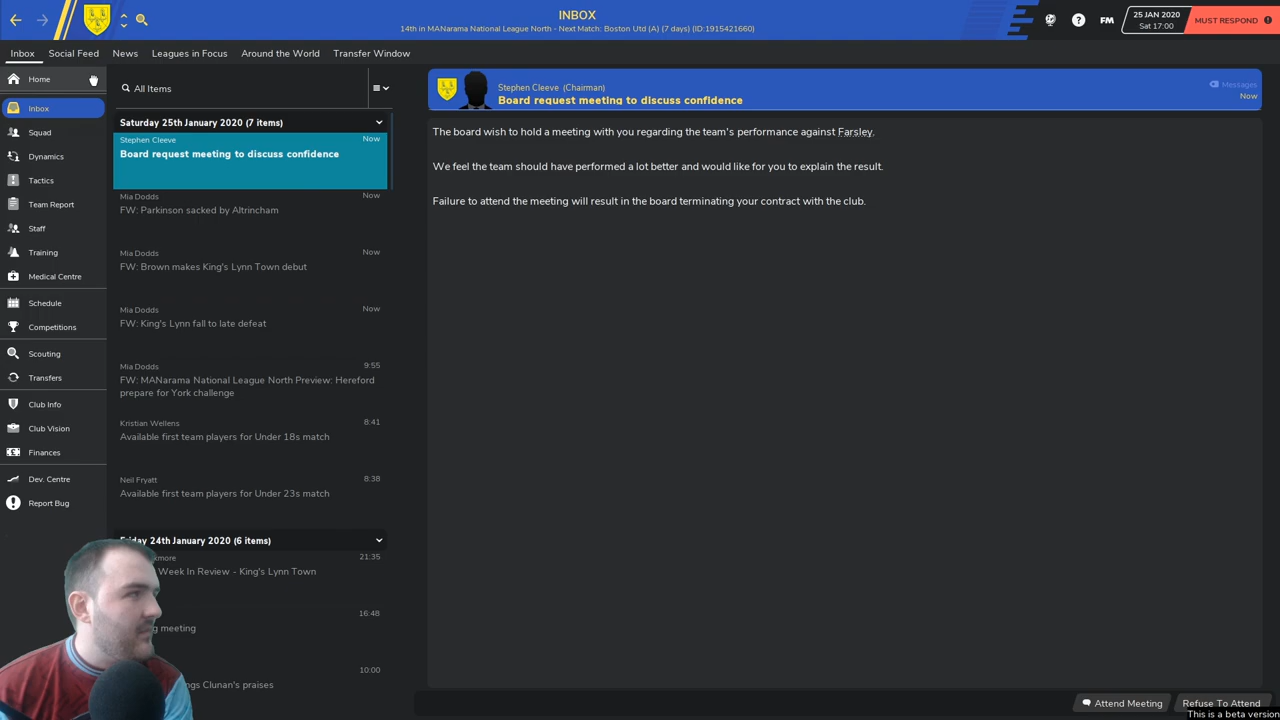 INBOX
14th in MANarama National League North - Next Match: Boston Utd (A) (7 days) (ID:1915421660)
FM
25 JAN 2020
Sat 17:00
MUST RESPOND
Inbox
Social Feed
News
Leagues in Focus
Around the World
Transfer Window
Home
Inbox
Squad
Dynamics
Tactics
Team Report
Staff
Training
Medical Centre
Schedule
Competitions
Scouting
Transfers
Club Info
Club Vision
Finances
Dev. Centre
Report Bug
All Items
Saturday 25th January 2020 (7 items)
Stephen Cleeve
Now
Board request meeting to discuss confidence
Mia Dodds
Now
FW: Parkinson sacked by Altrincham
Mia Dodds
Now
FW: Brown makes King's Lynn Town debut
Mia Dodds
Now
FW: King's Lynn fall to late defeat
Mia Dodds
9:55
FW: MANarama National League North Preview: Hereford
prepare for York challenge
Kristian Wellens
8:41
Available first team players for Under 18s match
Neil Fryatt
8:38
Available first team players for Under 23s match
Friday 24th January 2020 (6 items)
21:35
Week In Review - King's Lynn Town
16:48
meeting
10:00
Clunan's praises
Stephen Cleeve (Chairman)
Board request meeting to discuss confidence
Messages
Now
The board wish to hold a meeting with you regarding the team's performance against Farsley.
We feel the team should have performed a lot better and would like for you to explain the result.
Failure to attend the meeting will result in the board terminating your contract with the club.
Attend Meeting
Refuse To Attend
This is a beta version